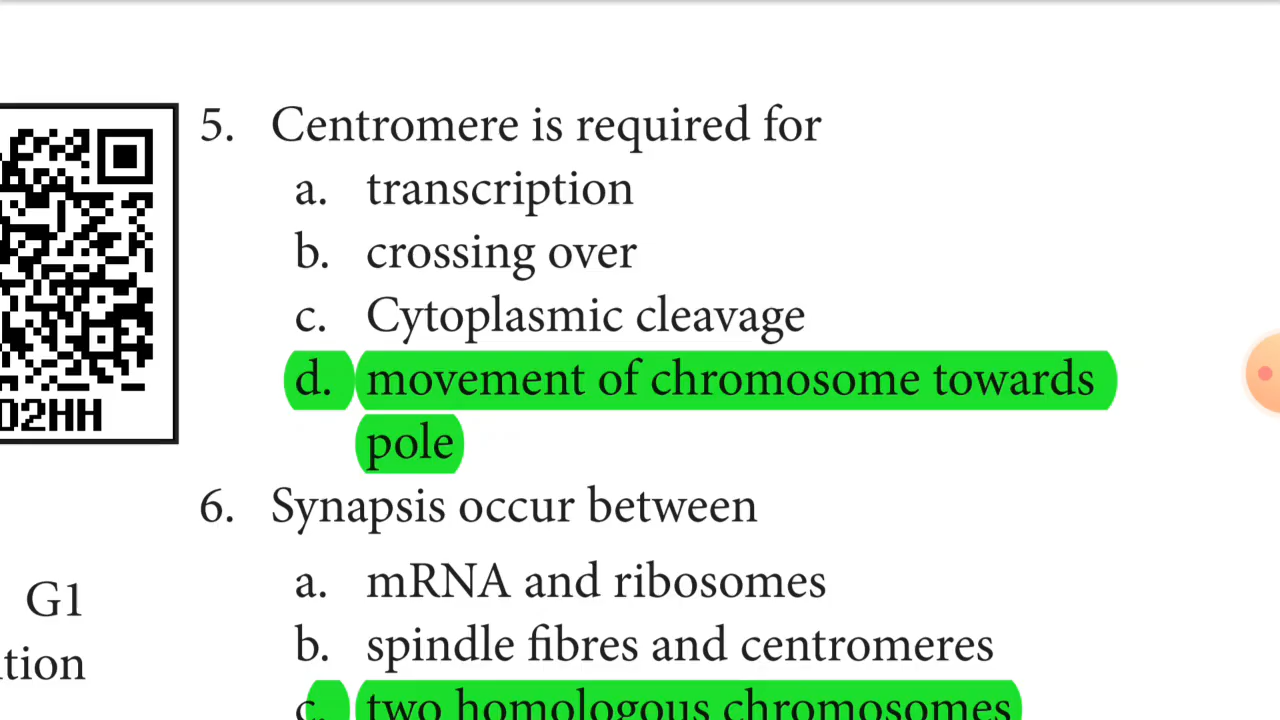 5. Centromere is required for
a. transcription
b. crossing over
c. Cytoplasmic cleavage
d. movement of chromosome towards
pole
6. Synapsis occur between
a. mRNA and ribosomes
b. spindle fibres and centromeres
c. two homologous chromosomes
02HH
G1
tion